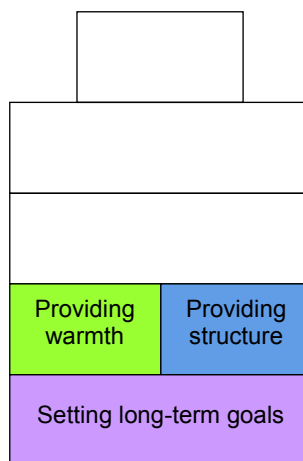 Providing
warmth
Providing
structure
Setting long-term goals